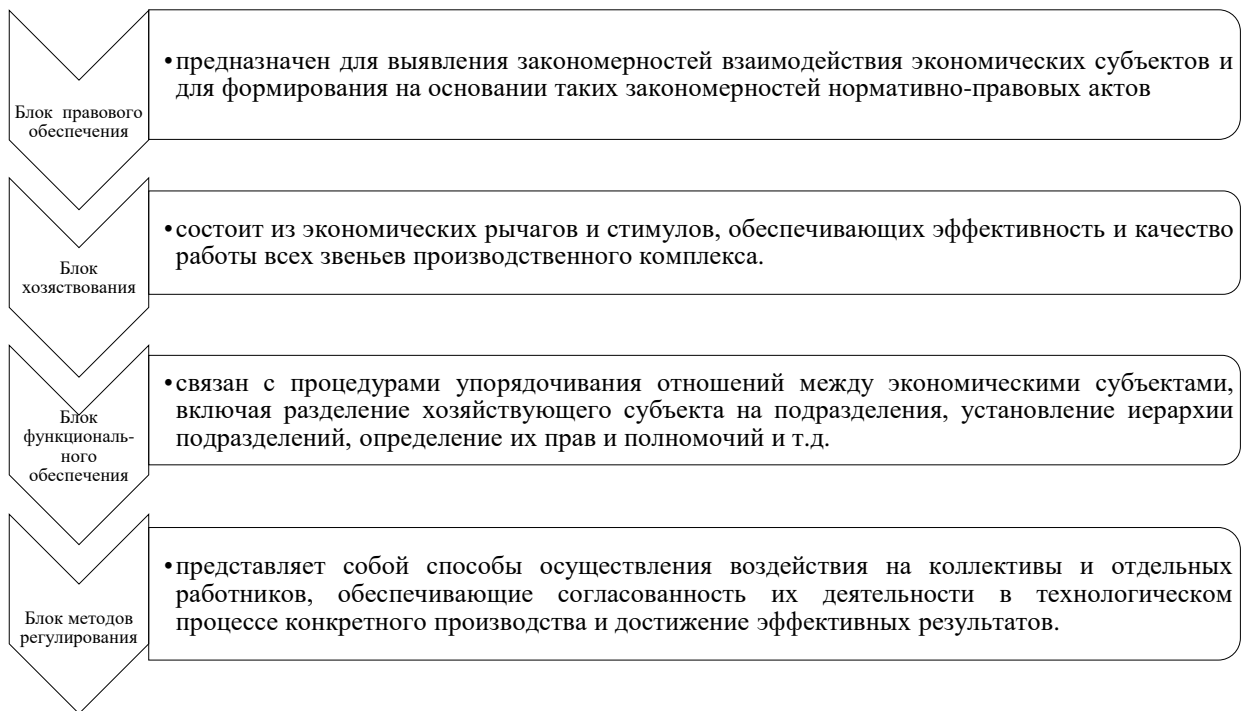 Блок правового
обеспечения
•предназначен для выявления закономерностей взаимодействия экономических субъектов и
для формирования на основании таких закономерностей нормативно-правовых актов
Блок
хозяствования
•состоит из экономических рычагов и стимулов, обеспечивающих эффективность и качество
работы всех звеньев производственного комплекса.
Блок
функциональ-
ного
обеспечения
•связан с процедурами упорядочивания отношений между экономическими субъектами,
включая разделение хозяйствующего субъекта на подразделения, установление иерархии
подразделений, определение их прав и полномочий и т.д.
Блок методов
регулирования
•представляет собой способы осуществления воздействия на коллективы и отдельных
работников, обеспечивающие согласованность их деятельности в технологическом
процессе конкретного производства и достижение эффективных результатов.